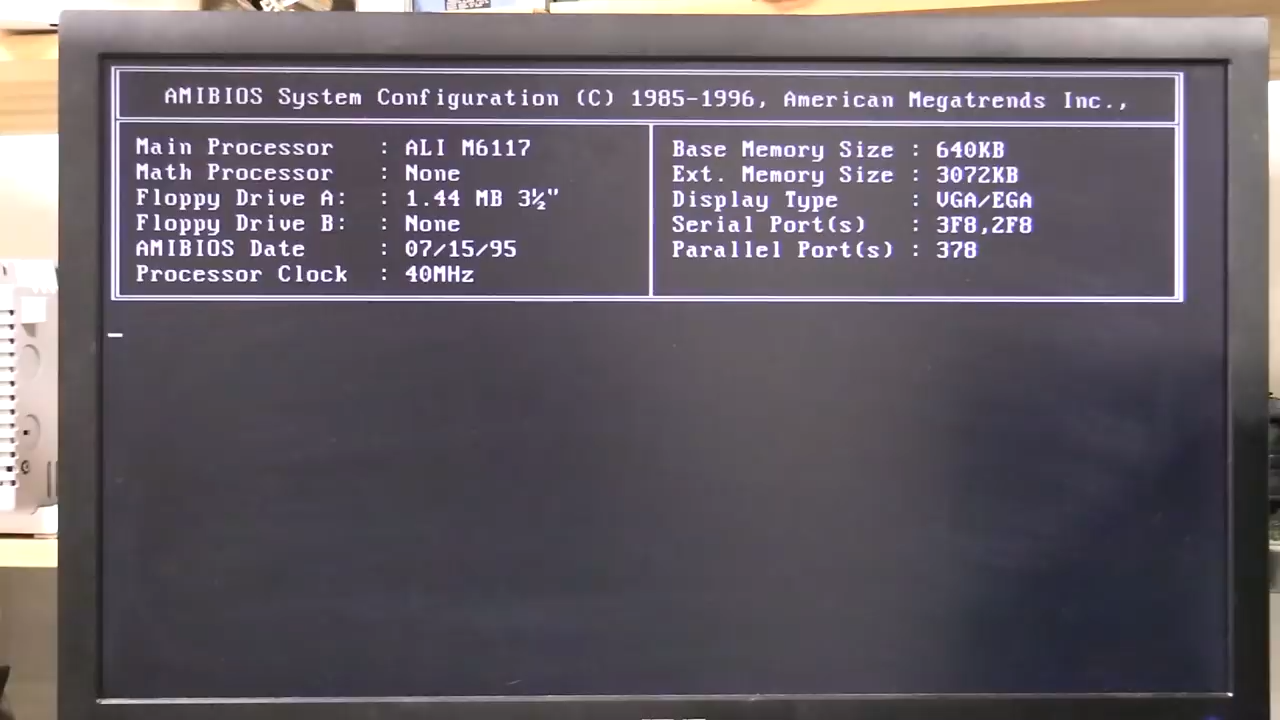 AMIBIOS System Configuration (C) 1985-1996, American Megatrends Inc.,
Main Processor : ALI M6117
Math Processor : None
Floppy Drive A: : 1.44 MB 3½"
Floppy Drive B: : None
AMIBIOS Date : 07/15/95
Processor Clock : 40MHz
Base Memory Size : 640KB
Ext. Memory Size : 3072KB
Display Type : VGA/EGA
Serial Port(s) : 3F8,2F8
Parallel Port(s) : 378